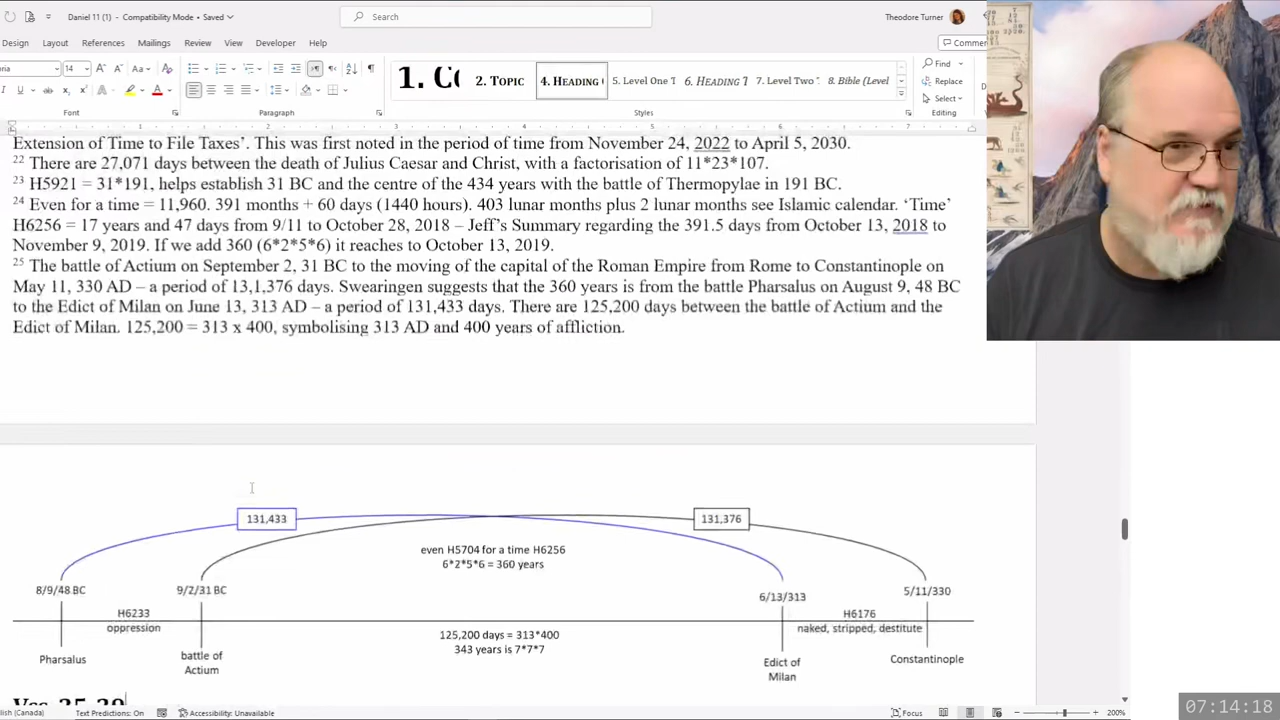 Daniel 11 (1) - Compatibility Mode • Saved
Search
Theodore Turner
Design Layout References Mailings Review View Developer Help
14
1. 2. TOPIC 4. HEADING 5. Level One 6. HEADING 7. Level Two 8. Bible (Level
Find
Replace
Select
Font Paragraph Styles Editing
Extension of Time to File Taxes’. This was first noted in the period of time from November 24, 2022 to April 5, 2030.
22 There are 27,071 days between the death of Julius Caesar and Christ, with a factorisation of 11*23*107.
23 H5921 = 31*191, helps establish 31 BC and the centre of the 434 years with the battle of Thermopylae in 191 BC.
24 Even for a time = 11,960. 391 months + 60 days (1440 hours). 403 lunar months plus 2 lunar months see Islamic calendar. ‘Time’
H6256 = 17 years and 47 days from 9/11 to October 28, 2018 – Jeff’s Summary regarding the 391.5 days from October 13, 2018 to
November 9, 2019. If we add 360 (6*2*5*6) it reaches to October 13, 2019.
25 The battle of Actium on September 2, 31 BC to the moving of the capital of the Roman Empire from Rome to Constantinople on
May 11, 330 AD – a period of 13,1,376 days. Swearingen suggests that the 360 years is from the battle Pharsalus on August 9, 48 BC
to the Edict of Milan on June 13, 313 AD – a period of 131,433 days. There are 125,200 days between the battle of Actium and the
Edict of Milan. 125,200 = 313 x 400, symbolising 313 AD and 400 years of affliction.
131,433 131,376
even H5704 for a time H6256
6*2*5*6 = 360 years
8/9/48 BC 9/2/31 BC 6/13/313 5/11/330
H6233
oppression
H6176
naked, stripped, destitute
125,200 days = 313*400
343 years is 7*7*7
Pharsalus
battle of
Actium
Edict of
Milan
Constantinople
English (Canada) Text Predictions: On Accessibility: Unavailable Focus 200%
07:14:18